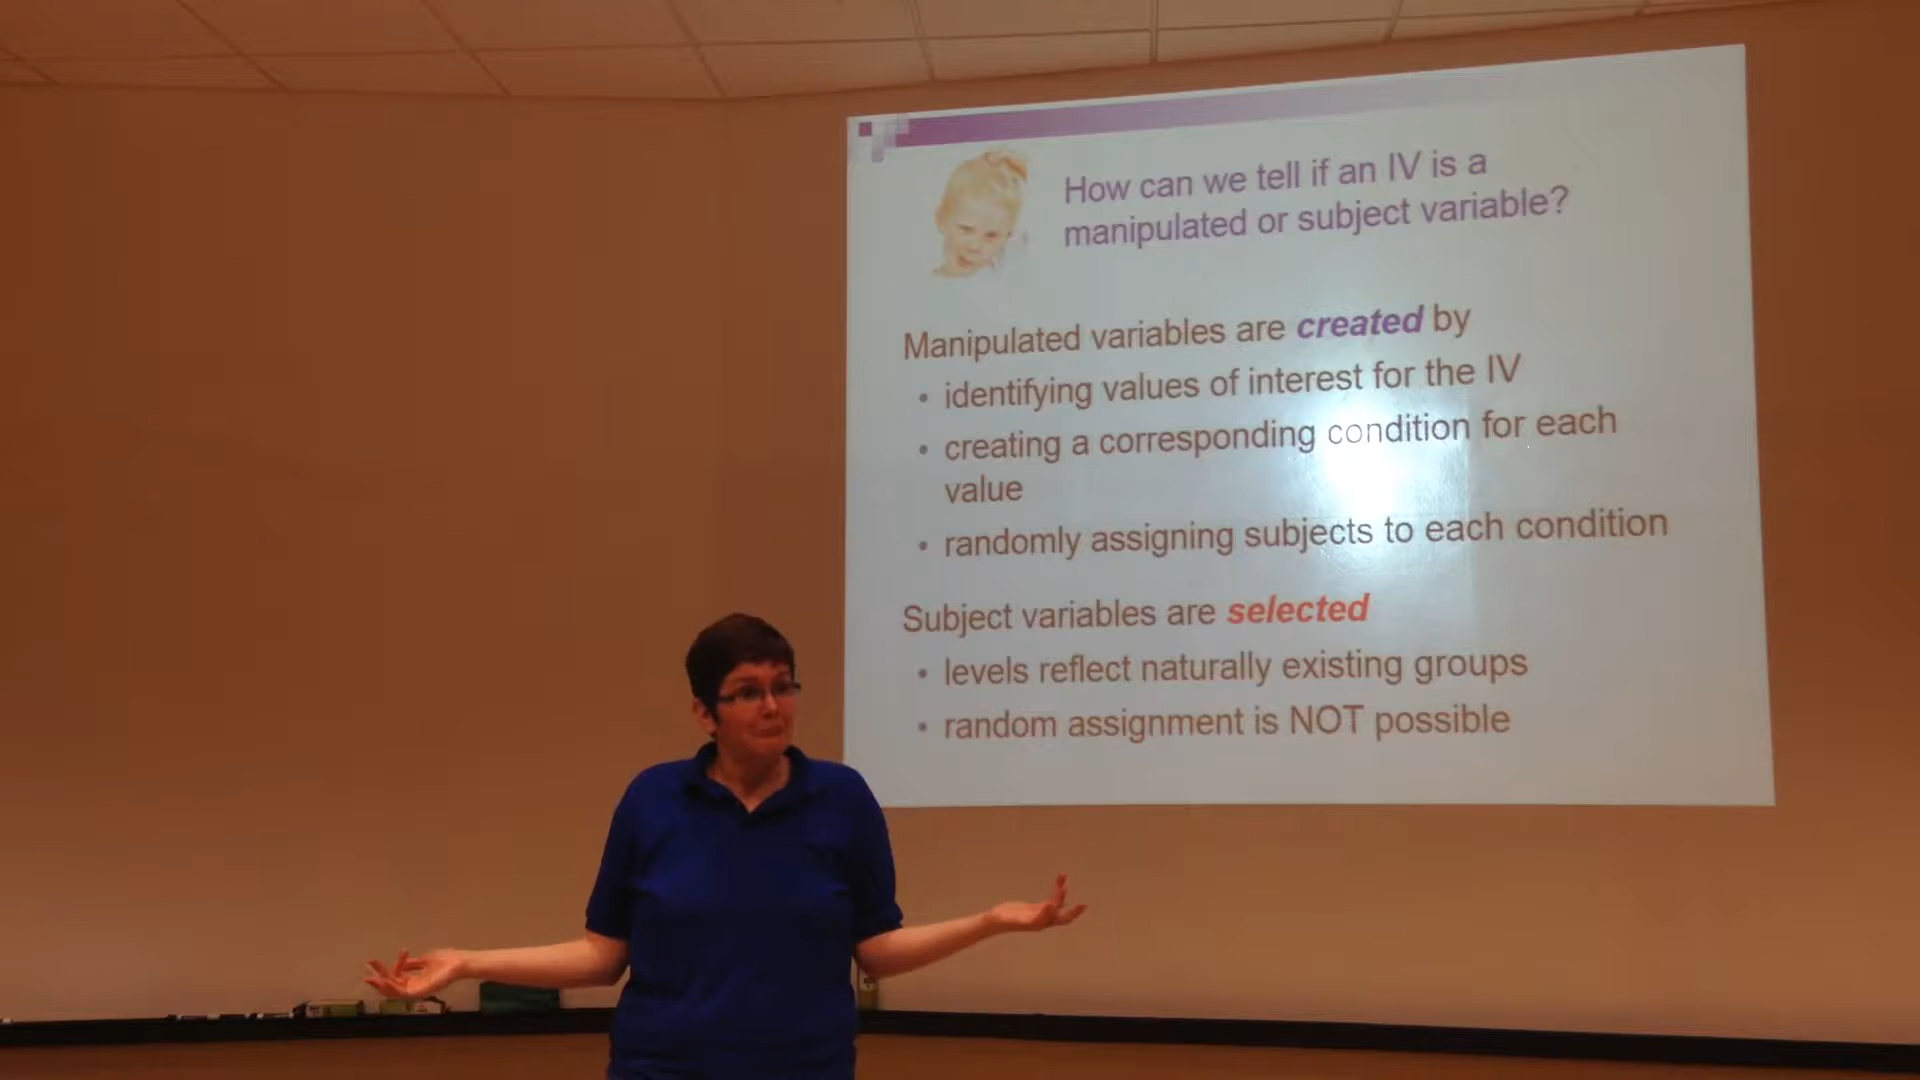 How can we tell if an IV is a
manipulated or subject variable?
Manipulated variables are created by
• identifying values of interest for the IV
• creating a corresponding condition for each
value
• randomly assigning subjects to each condition
Subject variables are selected
• levels reflect naturally existing groups
• random assignment is NOT possible